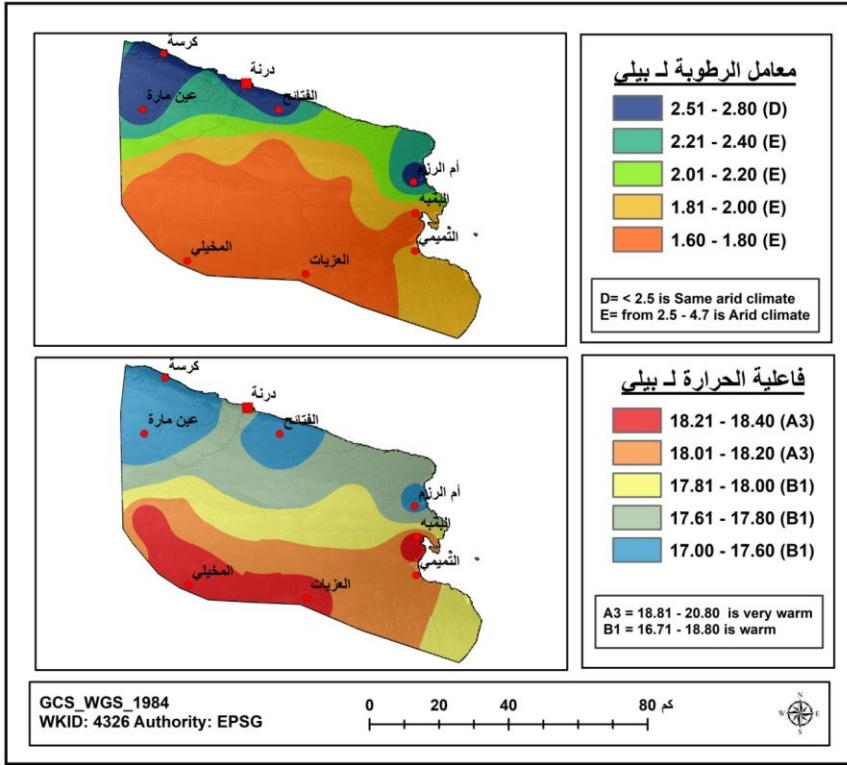 كرسة
درنة
عين مارة
الفتائح
أم الرزم
البمبه
التميمي
المخيلي
العزيات
معامل الرطوبة لـ بيلي
2.51 - 2.80 (D)
2.21 - 2.40 (E)
2.01 - 2.20 (E)
1.81 - 2.00 (E)
1.60 - 1.80 (E)
D= < 2.5 is Same arid climate
E= from 2.5 - 4.7 is Arid climate
كرسة
درنة
عين مارة
الفتائح
أم الرزم
البمبه
التميمي
المخيلي
العزيات
فاعلية الحرارة لـ بيلي
18.21 - 18.40 (A3)
18.01 - 18.20 (A3)
17.81 - 18.00 (B1)
17.61 - 17.80 (B1)
17.00 - 17.60 (B1)
A3 = 18.81 - 20.80 is very warm
B1 = 16.71 - 18.80 is warm
GCS_WGS_1984
WKID: 4326 Authority: EPSG
0 20 40 80 كم
N
W E
S